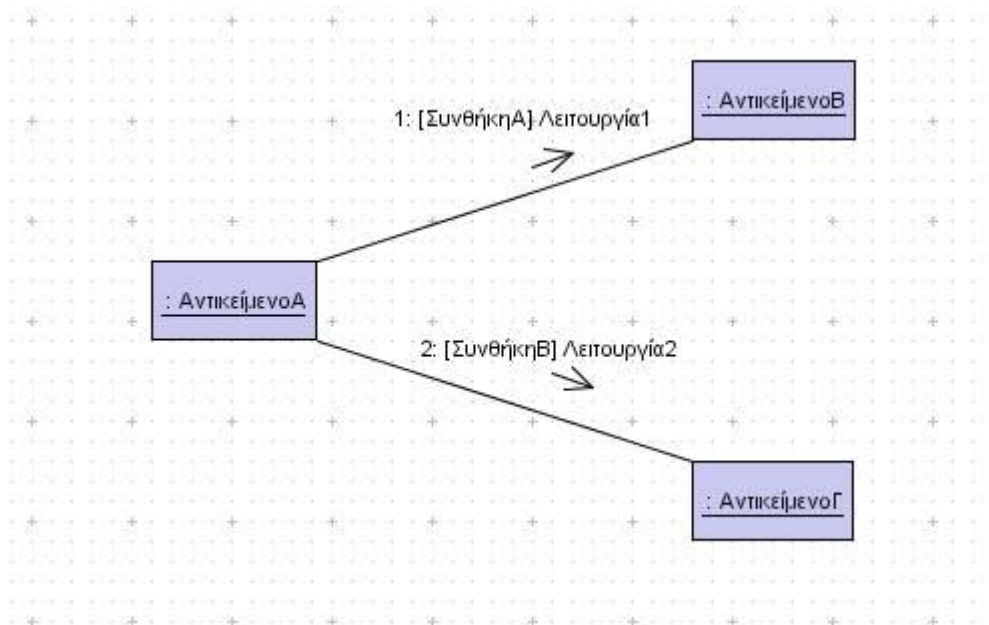 : ΑντικείμενοΒ
1: [ΣυνθήκηΑ] Λειτουργία1
: ΑντικείμενοΑ
2: [ΣυνθήκηΒ] Λειτουργία2
: ΑντικείμενοΓ